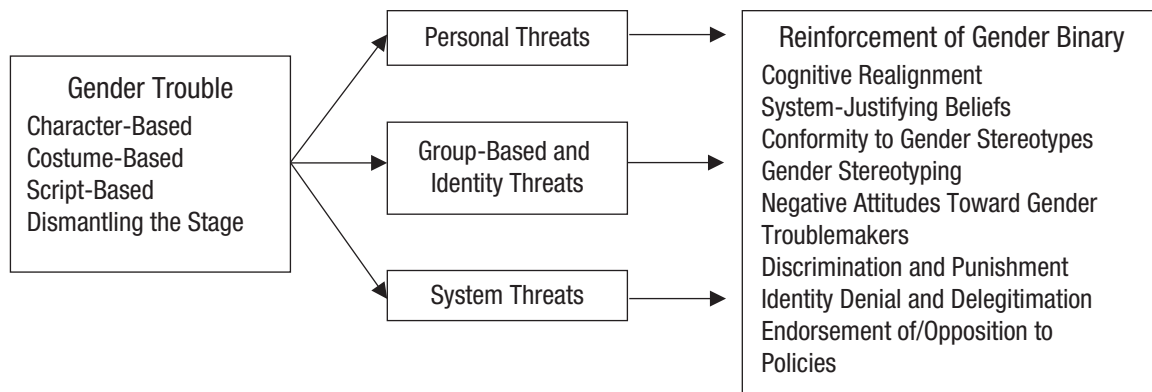 Gender Trouble
Character-Based
Costume-Based
Script-Based
Dismantling the Stage
Personal Threats
Group-Based and
Identity Threats
System Threats
Reinforcement of Gender Binary
Cognitive Realignment
System-Justifying Beliefs
Conformity to Gender Stereotypes
Gender Stereotyping
Negative Attitudes Toward Gender
Troublemakers
Discrimination and Punishment
Identity Denial and Delegitimation
Endorsement of/Opposition to
Policies